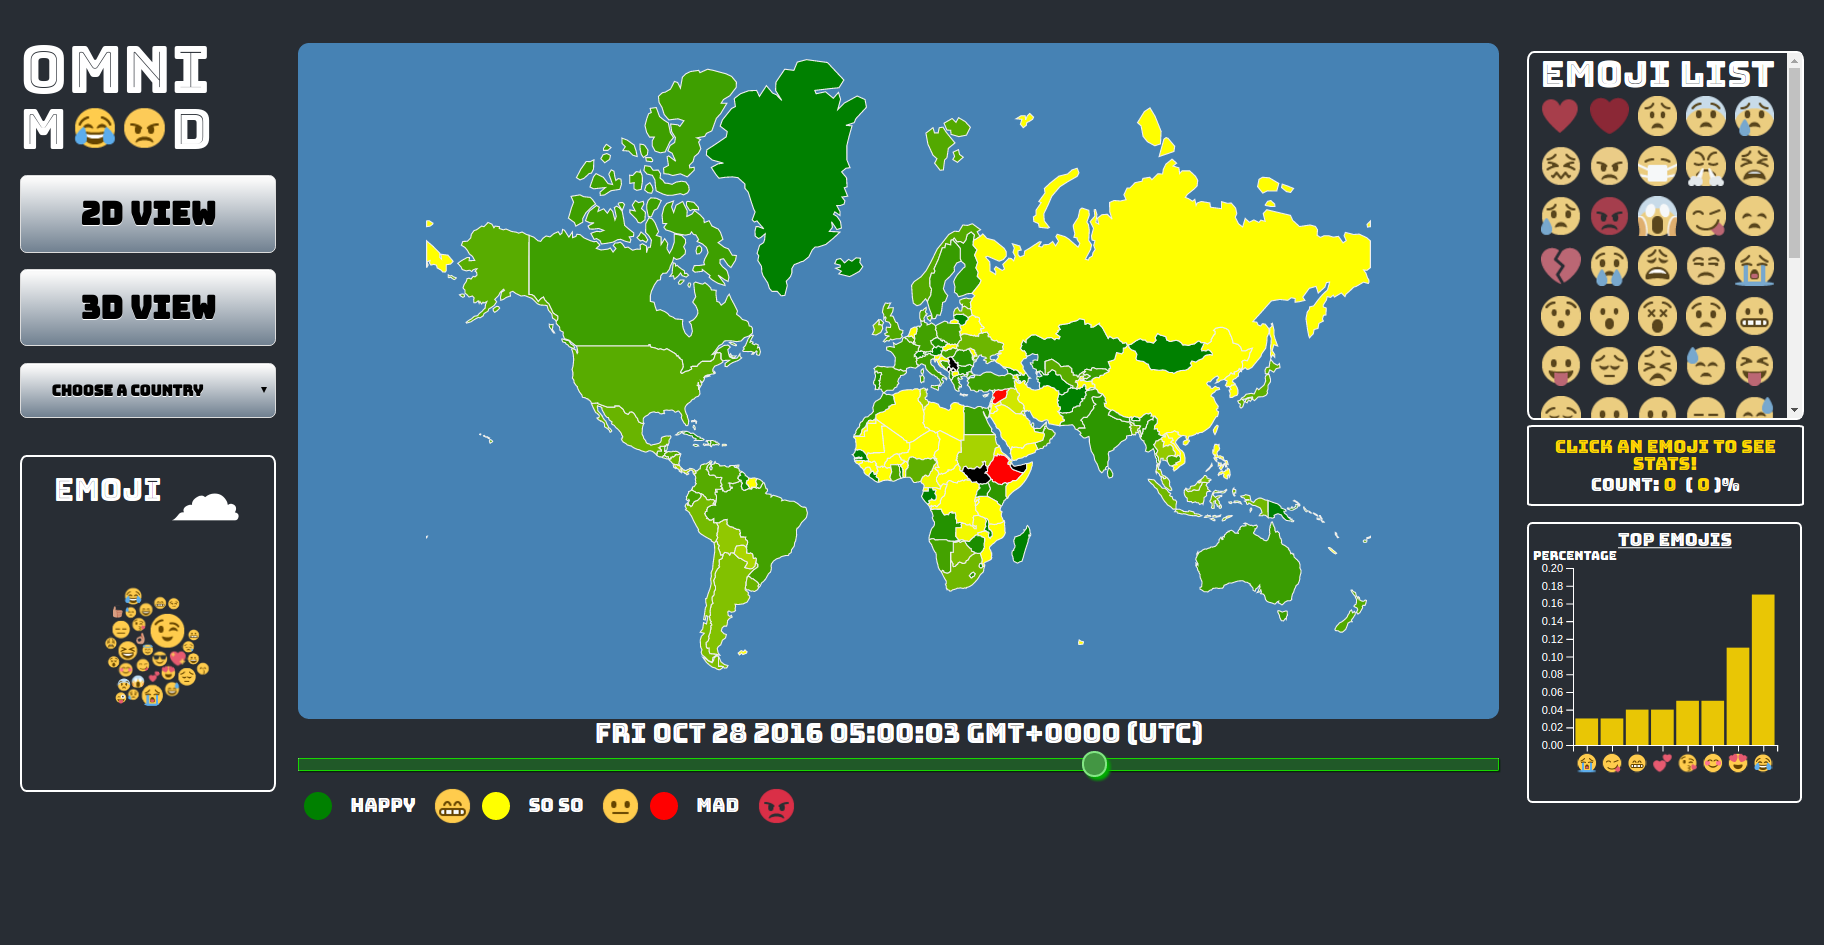 OMNI
M😂😠D
2D VIEW
3D VIEW
CHOOSE A COUNTRY
EMOJI
FRI OCT 28 2016 05:00:03 GMT+0000 (UTC)
HAPPY
SO SO
MAD
EMOJI LIST
CLICK AN EMOJI TO SEE
STATS!
COUNT: 0 ( 0 )%
TOP EMOJIS
PERCENTAGE
0.20
0.18
0.16
0.14
0.12
0.10
0.08
0.06
0.04
0.02
0.00